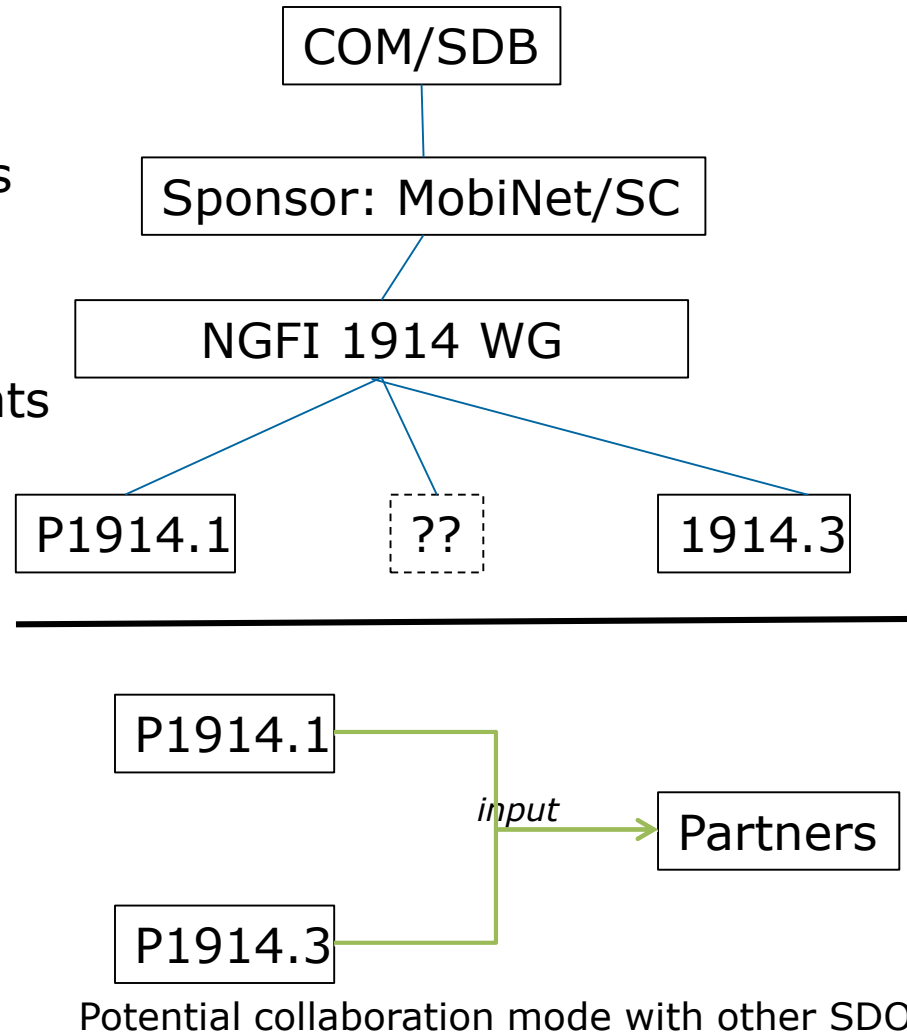 COM/SDB
s
Sponsor: MobiNet/SC
NGFI 1914 WG
nts
P1914.1 ?? 1914.3
P1914.1
input
Partners
P1914.3
Potential collaboration mode with other SDO